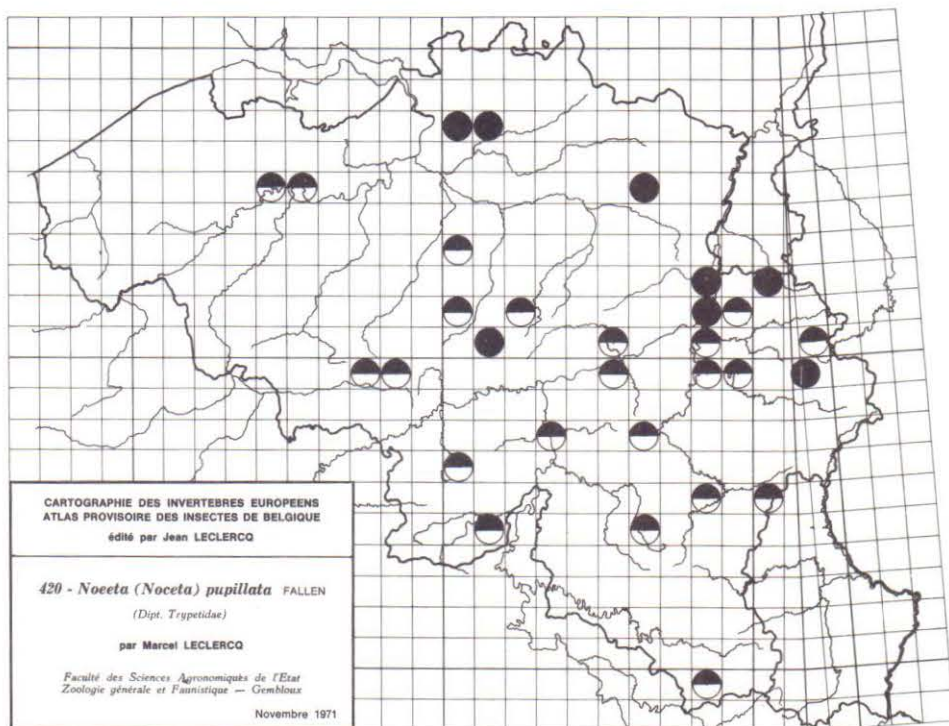 CARTOGRAPHIE DES INVERTEBRES EUROPEENS
ATLAS PROVISOIRE DES INSECTES DE BELGIQUE
édité par Jean LECLERCQ
420 - Noeeta (Noceta) pupillata FALLEN
(Dipt. Trypetidae)
par Marcel LECLERCQ
Faculté des Sciences Agronomiques de l'Etat
Zoologie générale et Faunistique — Gembloux
Novembre 1971